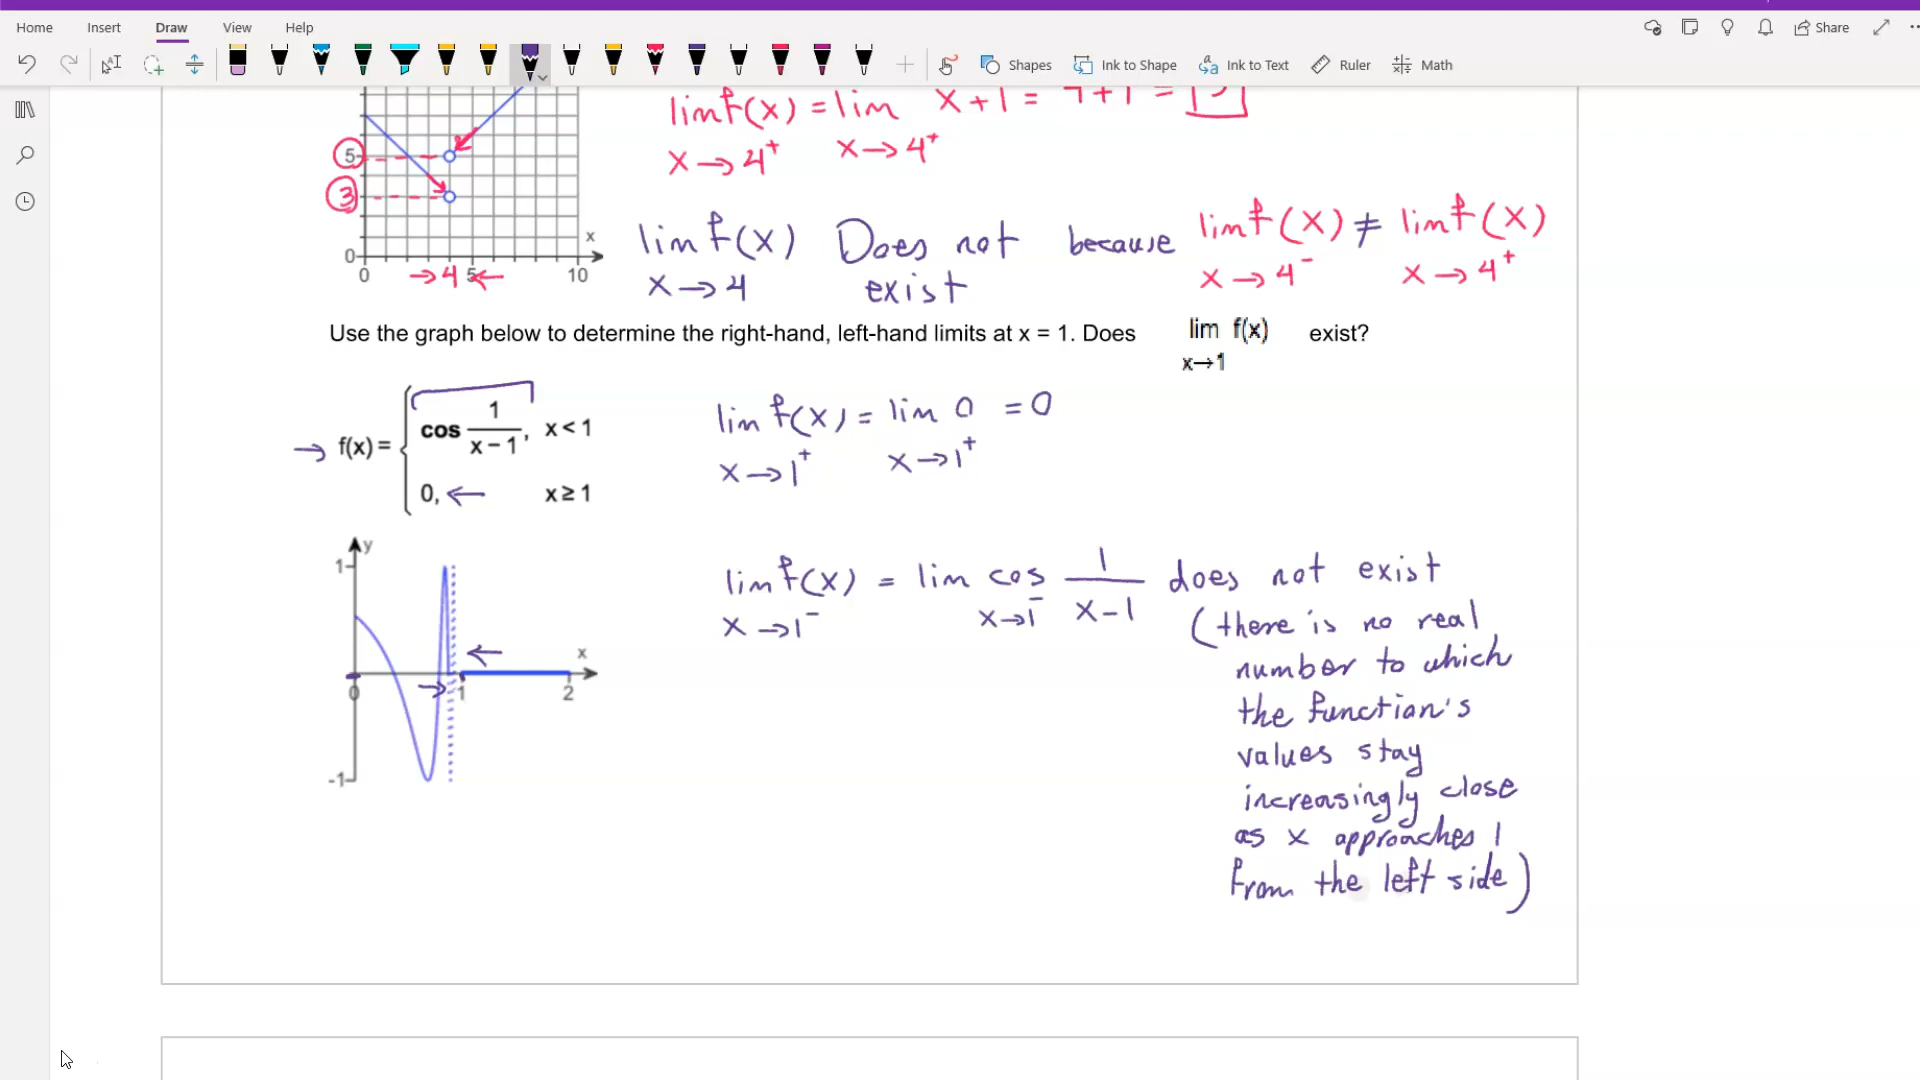 Home Insert Draw View Help
Share
Shapes Ink to Shape Ink to Text Ruler Math
lim f(x) = lim x+1 = 4+1 =
x→4⁺ x→4⁺
5
3
x
0
0 →4 5← 10
lim f(x) Does not because lim f(x) ≠ lim f(x)
x→4 exist x→4⁻ x→4⁺
Use the graph below to determine the right-hand, left-hand limits at x = 1. Does lim f(x) exist?
x→1
→ f(x) = { cos 1/(x−1), x < 1
0, ← x ≥ 1
lim f(x) = lim 0 = 0
x→1⁺ x→1⁺
y
1
x
0 → 1 ← 2
-1
lim f(x) = lim cos 1/(x−1) does not exist
x→1⁻ x→1⁻
(there is no real
number to which
the function's
values stay
increasingly close
as x approaches 1
from the left side)